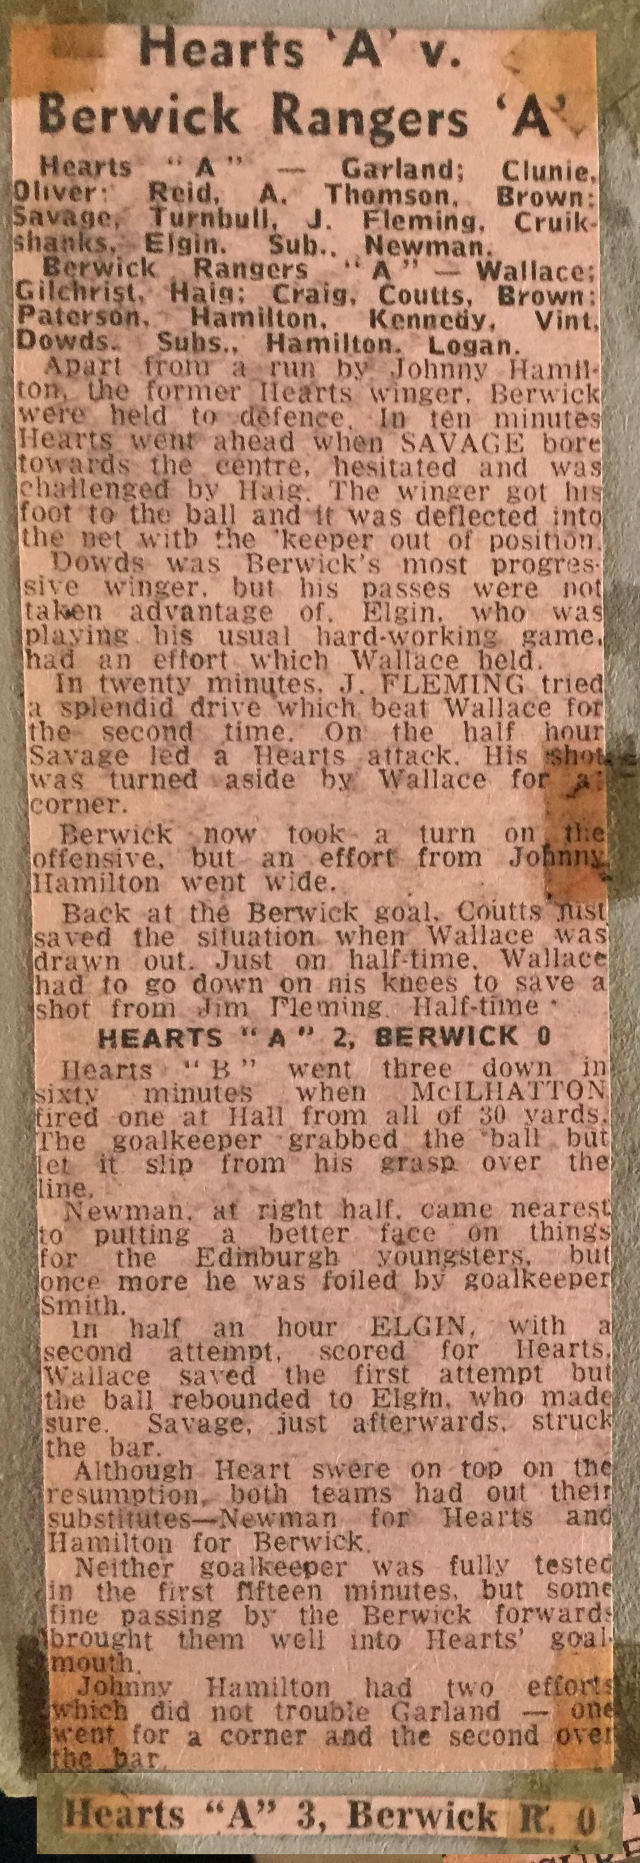 Hearts 'A' v.
Berwick Rangers 'A'
Hearts "A" — Garland; Clunie,
Oliver; Reid, A. Thomson, Brown;
Savage, Turnbull, J. Fleming, Cruik-
shanks, Elgin. Sub., Newman.
Berwick Rangers "A" — Wallace;
Gilchrist, Haig; Craig, Coutts, Brown;
Paterson, Hamilton, Kennedy, Vint,
Dowds. Subs., Hamilton, Logan.
Apart from a run by Johnny Hamil-
ton, the former Hearts winger, Berwick
were held to defence. In ten minutes
Hearts went ahead when SAVAGE bore
towards the centre, hesitated and was
challenged by Haig. The winger got his
foot to the ball and it was deflected into
the net with the 'keeper out of position.
Dowds was Berwick's most progres-
sive winger, but his passes were not
taken advantage of. Elgin, who was
playing his usual hard-working game,
had an effort which Wallace held.
In twenty minutes, J. FLEMING tried
a splendid drive which beat Wallace for
the second time. On the half hour
Savage led a Hearts attack. His shot
was turned aside by Wallace for a
corner.
Berwick now took a turn on the
offensive, but an effort from Johnny
Hamilton went wide.
Back at the Berwick goal, Coutts just
saved the situation when Wallace was
drawn out. Just on half-time, Wallace
had to go down on his knees to save a
shot from Jim Fleming. Half-time:
HEARTS "A" 2, BERWICK 0
Hearts "B" went three down in
sixty minutes when McILHATTON
fired one at Hall from all of 30 yards.
The goalkeeper grabbed the ball but
let it slip from his grasp over the
line.
Newman, at right half, came nearest
to putting a better face on things
for the Edinburgh youngsters, but
once more he was foiled by goalkeeper
Smith.
In half an hour ELGIN, with a
second attempt, scored for Hearts.
Wallace saved the first attempt but
the ball rebounded to Elgin, who made
sure. Savage, just afterwards, struck
the bar.
Although Heart swere on top on the
resumption, both teams had out their
substitutes—Newman for Hearts and
Hamilton for Berwick.
Neither goalkeeper was fully tested
in the first fifteen minutes, but some
fine passing by the Berwick forwards
brought them well into Hearts' goal-
mouth.
Johnny Hamilton had two efforts
which did not trouble Garland — one
went for a corner and the second over
the bar.
Hearts "A" 3, Berwick R. 0